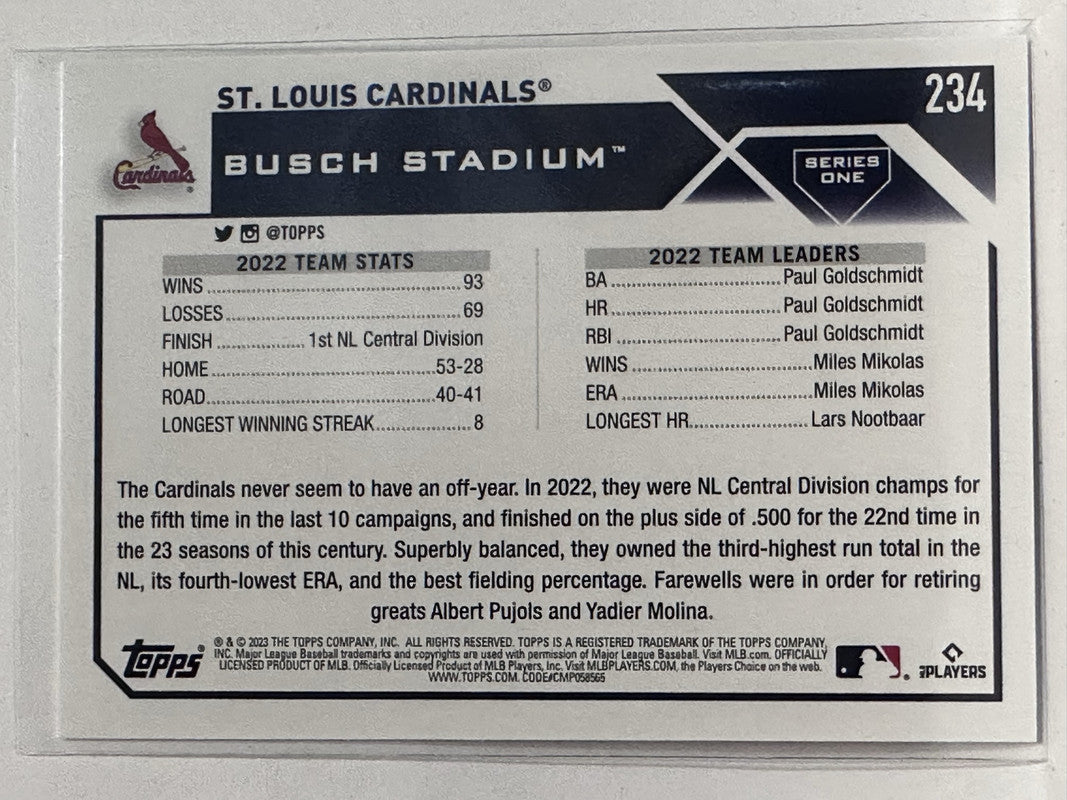 ST. LOUIS CARDINALS®
234
Cardinals®
BUSCH STADIUM™
SERIES
ONE
@TOPPS
2022 TEAM STATS
WINS 93
LOSSES 69
FINISH 1st NL Central Division
HOME 53-28
ROAD 40-41
LONGEST WINNING STREAK 8
2022 TEAM LEADERS
BA Paul Goldschmidt
HR Paul Goldschmidt
RBI Paul Goldschmidt
WINS Miles Mikolas
ERA Miles Mikolas
LONGEST HR Lars Nootbaar
The Cardinals never seem to have an off-year. In 2022, they were NL Central Division champs for
the fifth time in the last 10 campaigns, and finished on the plus side of .500 for the 22nd time in
the 23 seasons of this century. Superbly balanced, they owned the third-highest run total in the
NL, its fourth-lowest ERA, and the best fielding percentage. Farewells were in order for retiring
greats Albert Pujols and Yadier Molina.
Topps®
® & © 2023 THE TOPPS COMPANY, INC. ALL RIGHTS RESERVED. TOPPS IS A REGISTERED TRADEMARK OF THE TOPPS COMPANY,
INC. Major League Baseball trademarks and copyrights are used with permission of Major League Baseball. Visit MLB.com. OFFICIALLY
LICENSED PRODUCT OF MLB. Officially Licensed Product of MLB Players, Inc. Visit MLBPLAYERS.COM, the Players Choice on the web.
WWW.TOPPS.COM. CODE#CMP058565
MLBPLAYERS